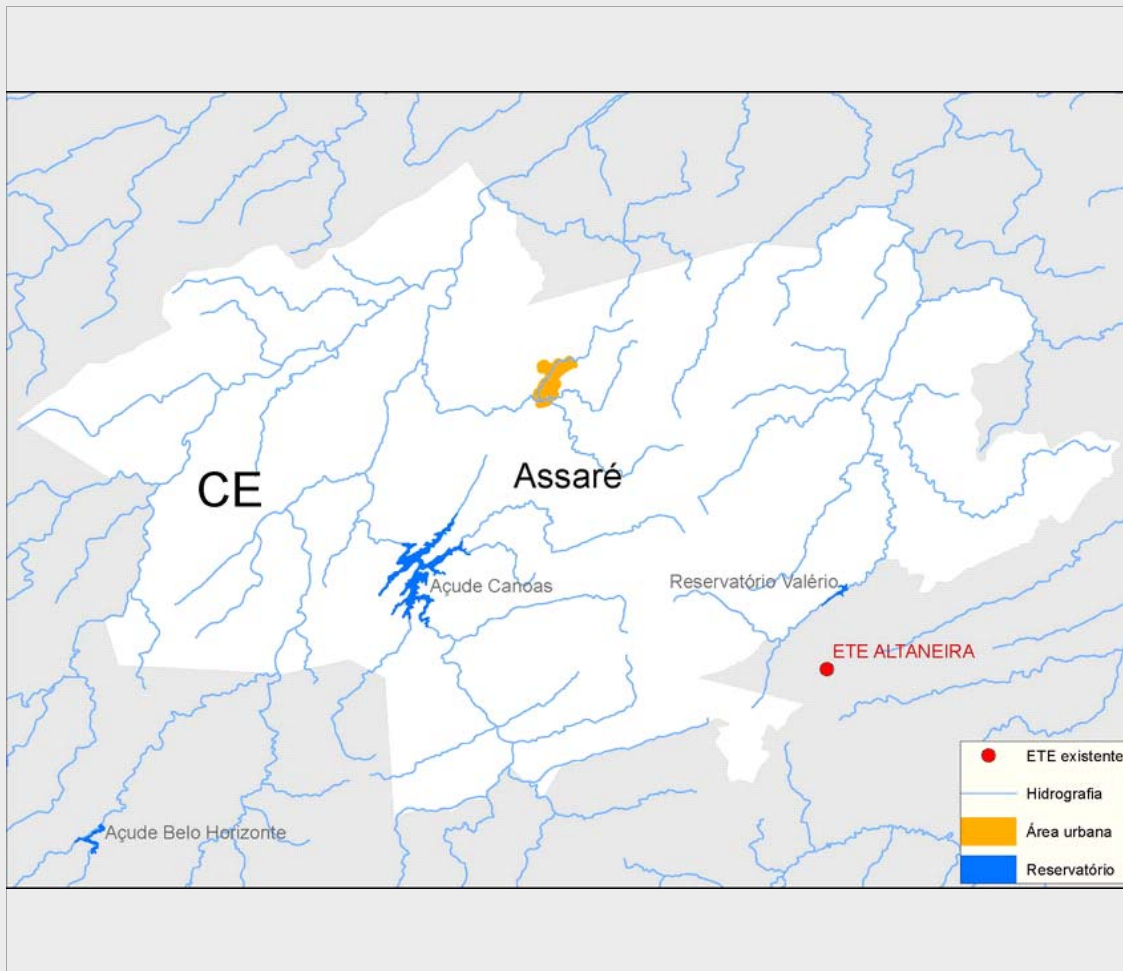 Assaré
CE
Açude Canoas
Reservatório Valério
ETE ALTANEIRA
Açude Belo Horizonte
ETE existente
Hidrografia
Área urbana
Reservatório